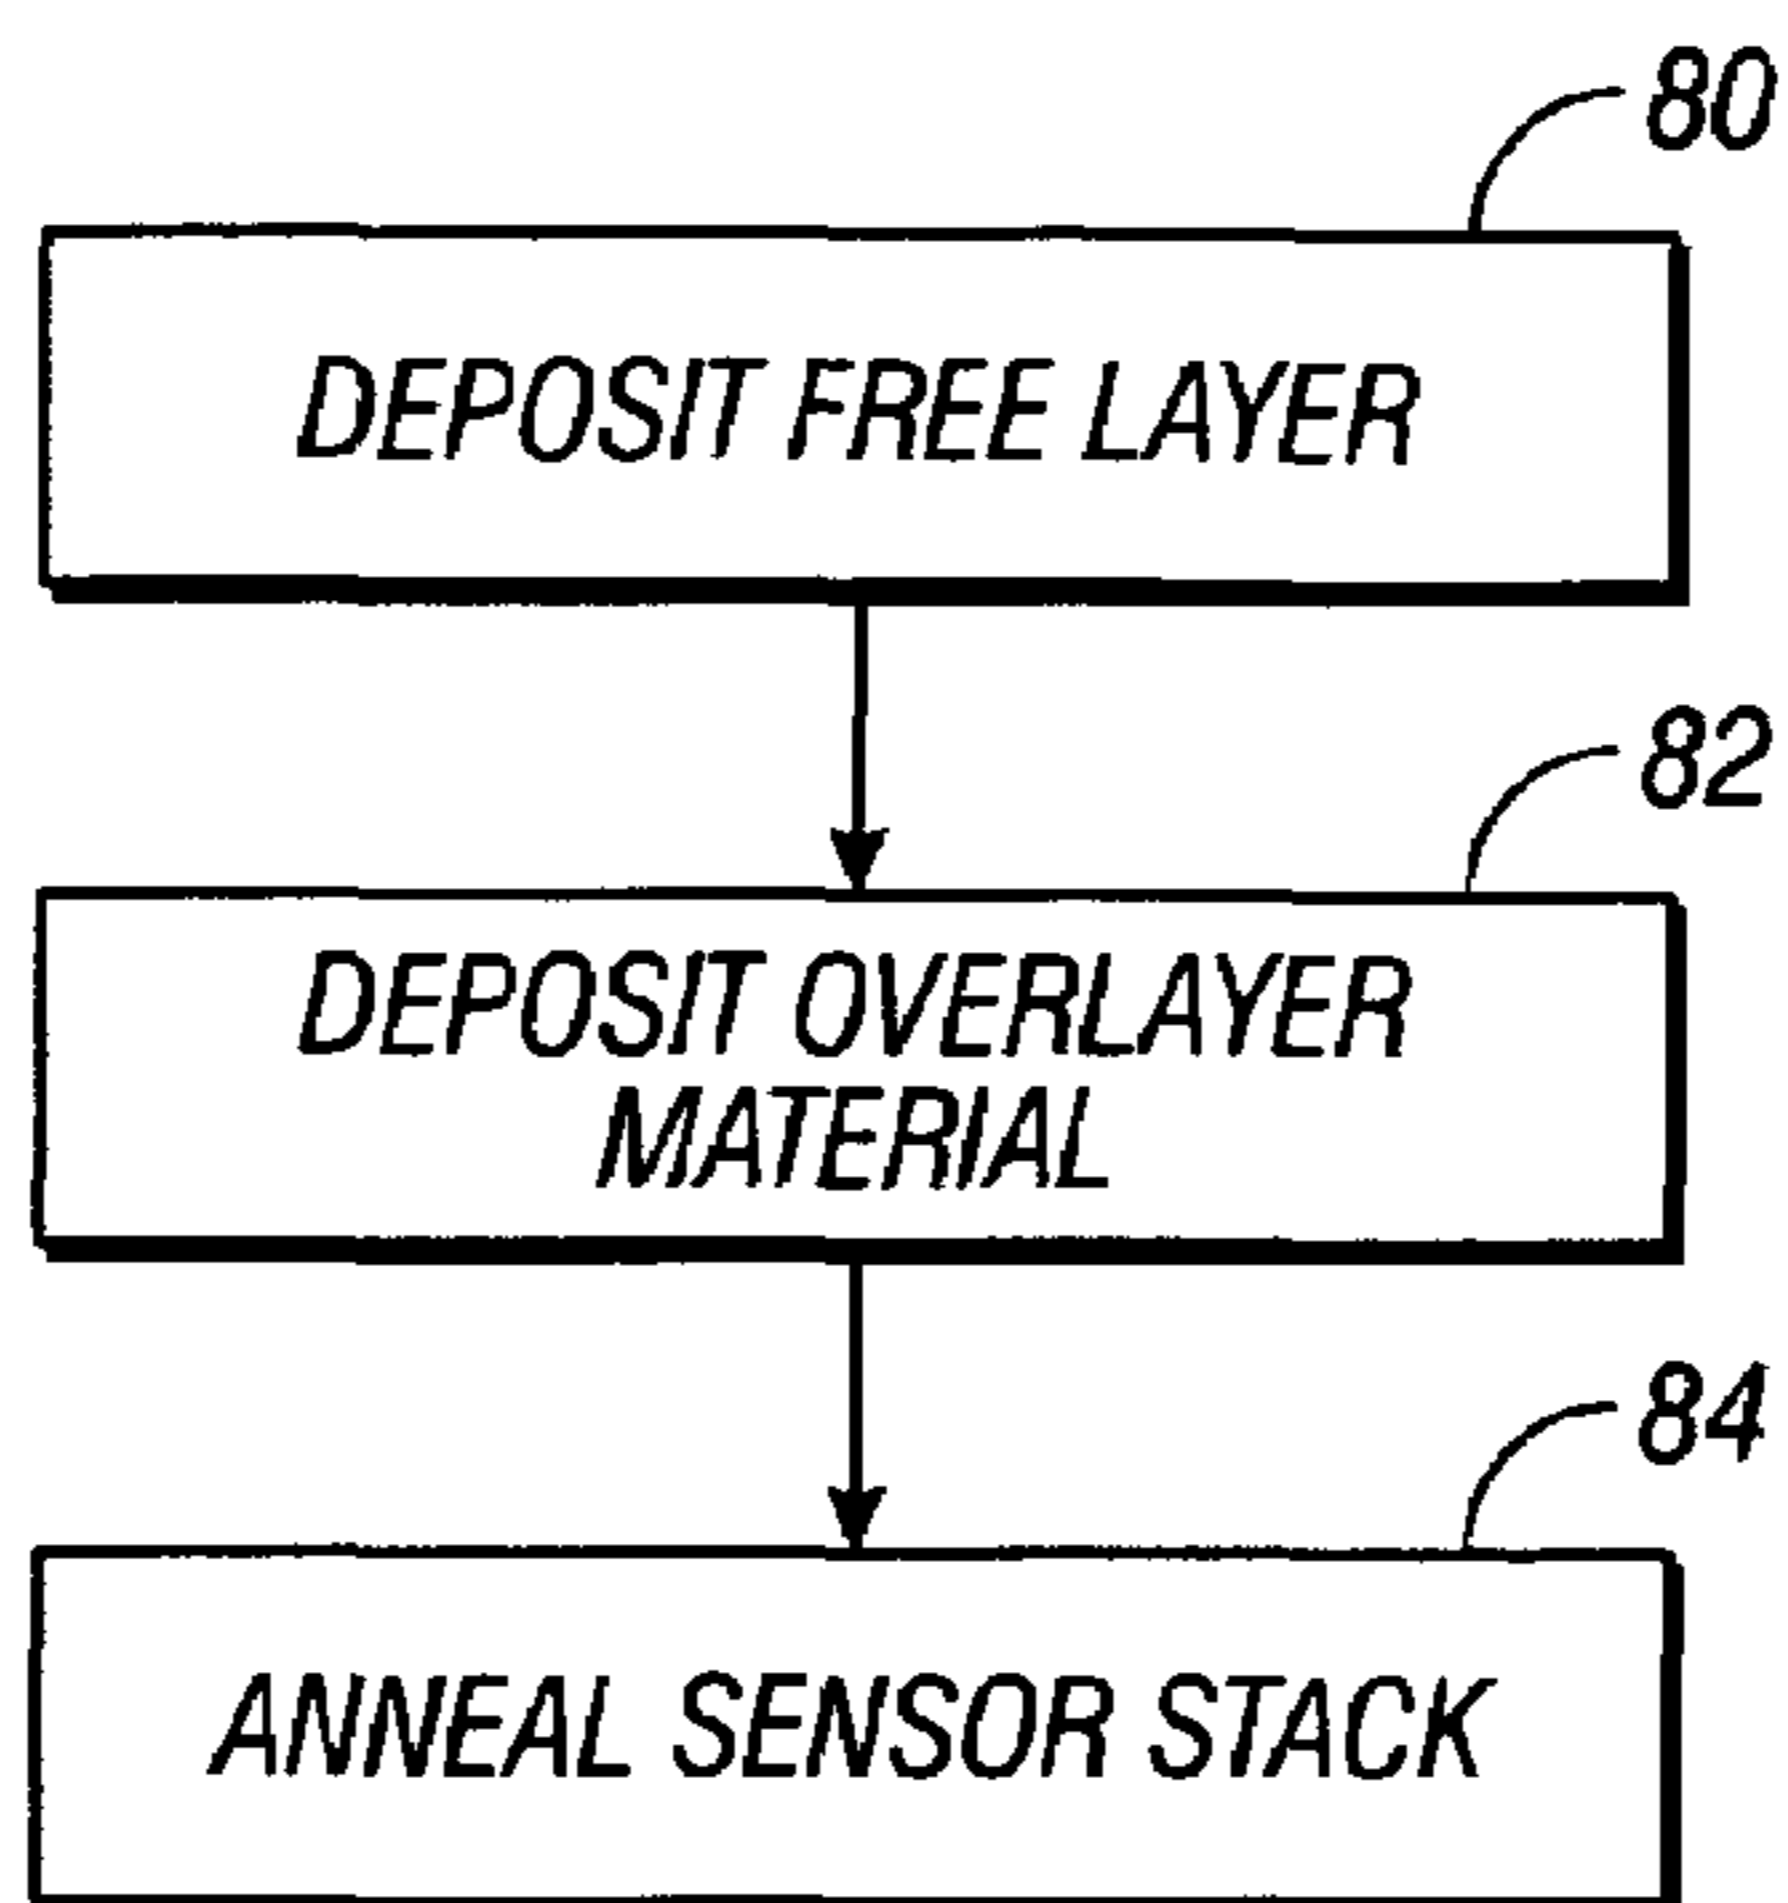 80
DEPOSIT FREE LAYER
82
DEPOSIT OVERLAYER
MATERIAL
84
ANNEAL SENSOR STACK